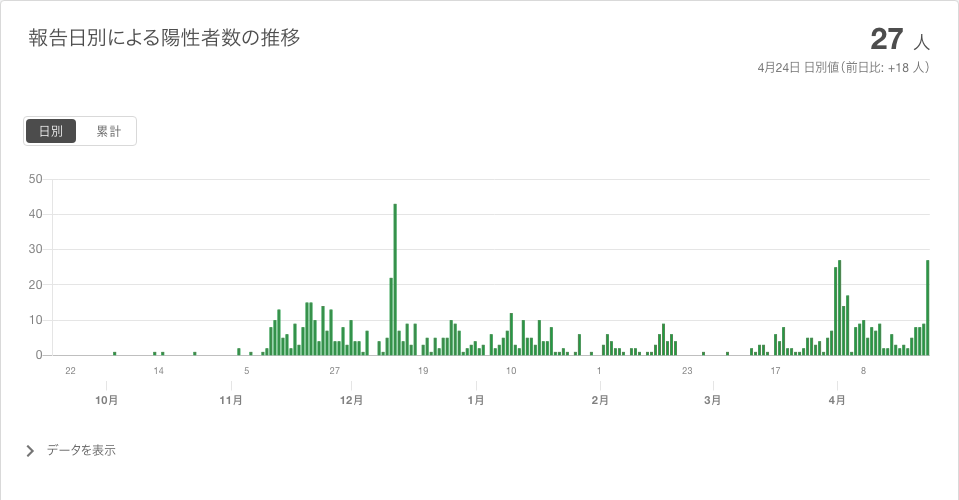 報告日別による陽性者数の推移
27 人
4月24日 日別値（前日比: +18 人）
日別 累計
50
40
30
20
10
0
22 14 5 27 19 10 1 23 17 8
10月 11月 12月 1月 2月 3月 4月
データを表示